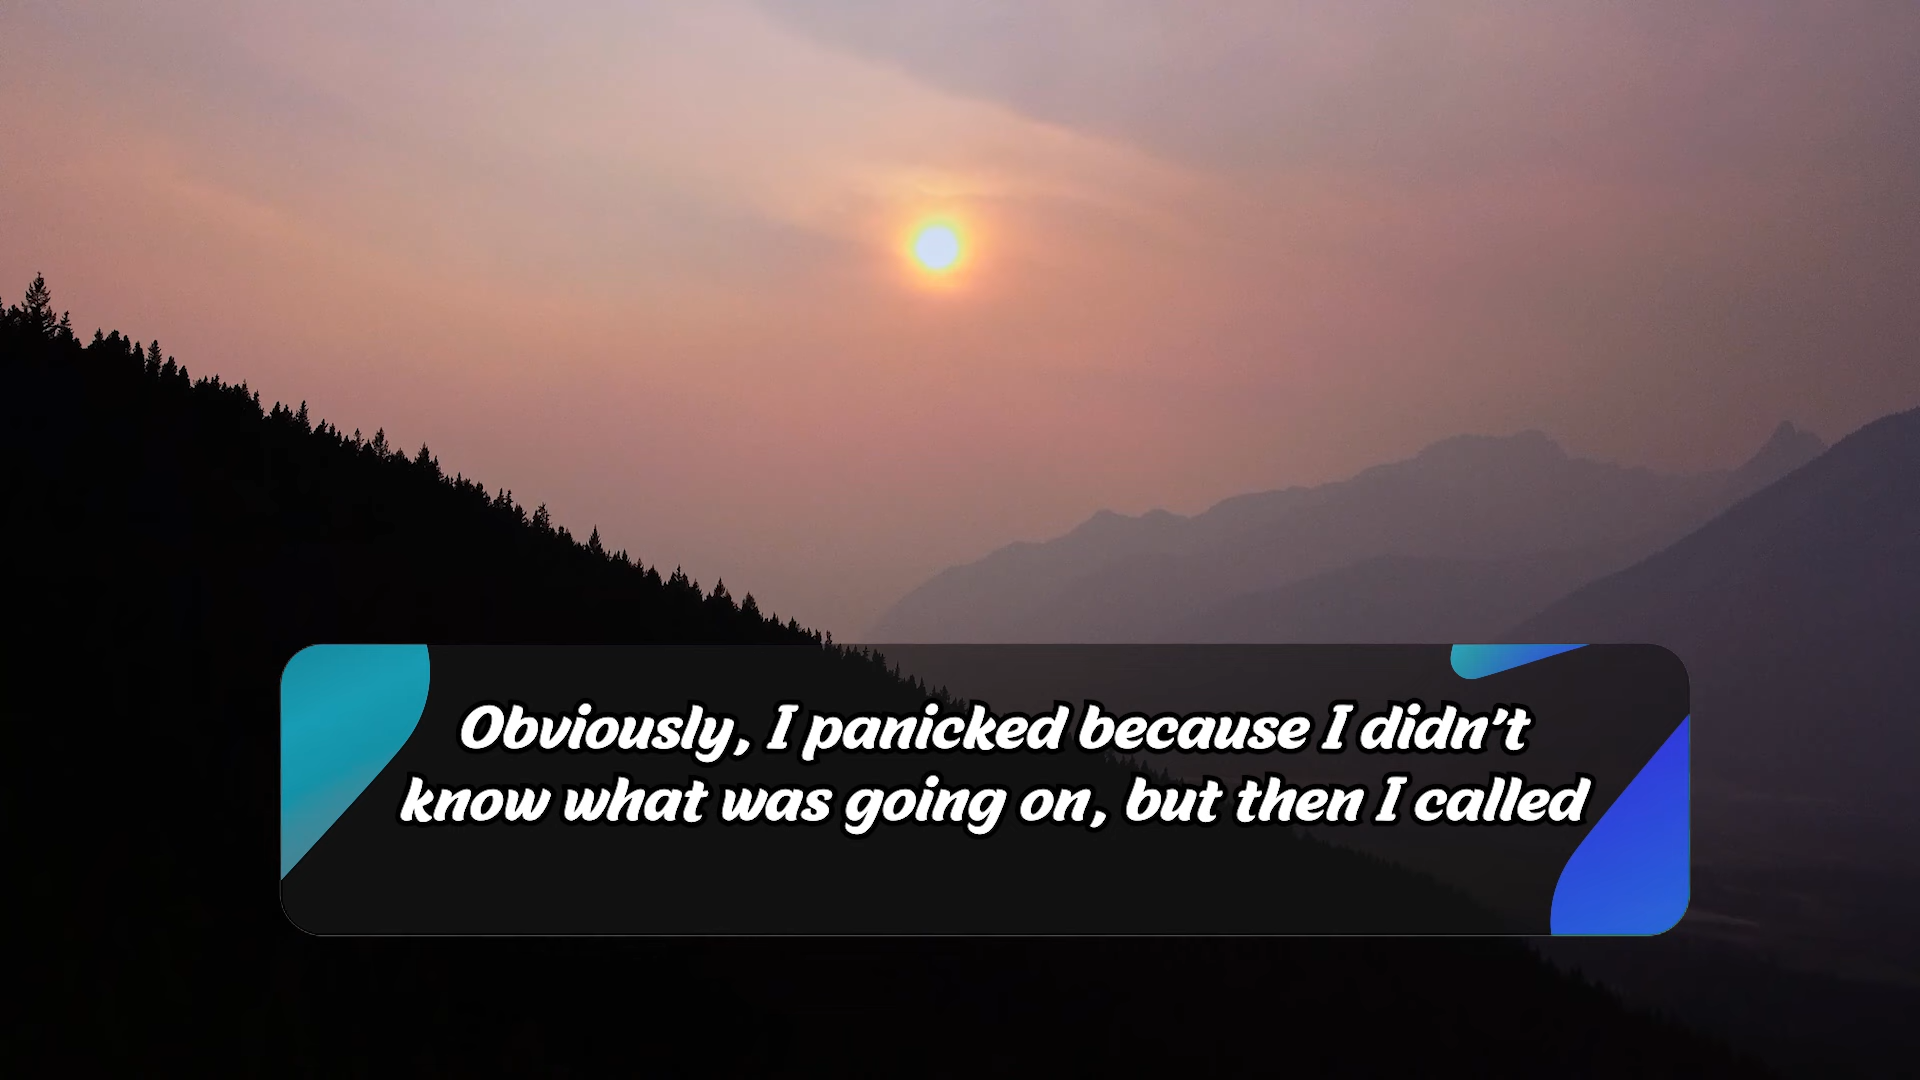 Obviously, I panicked because I didn't
know what was going on, but then I called